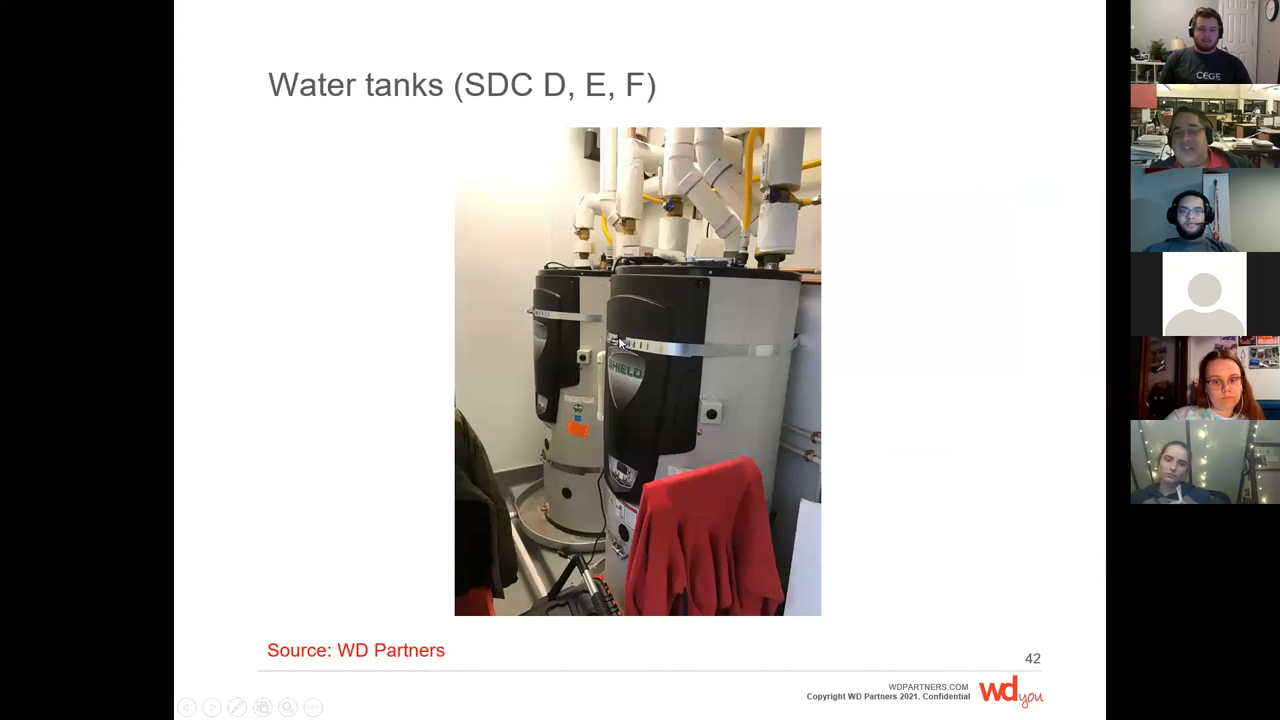 Water tanks (SDC D, E, F)
SHIELD
Source: WD Partners
42
WDPARTNERS.COM
Copyright WD Partners 2021. Confidential
wd you
CEGE